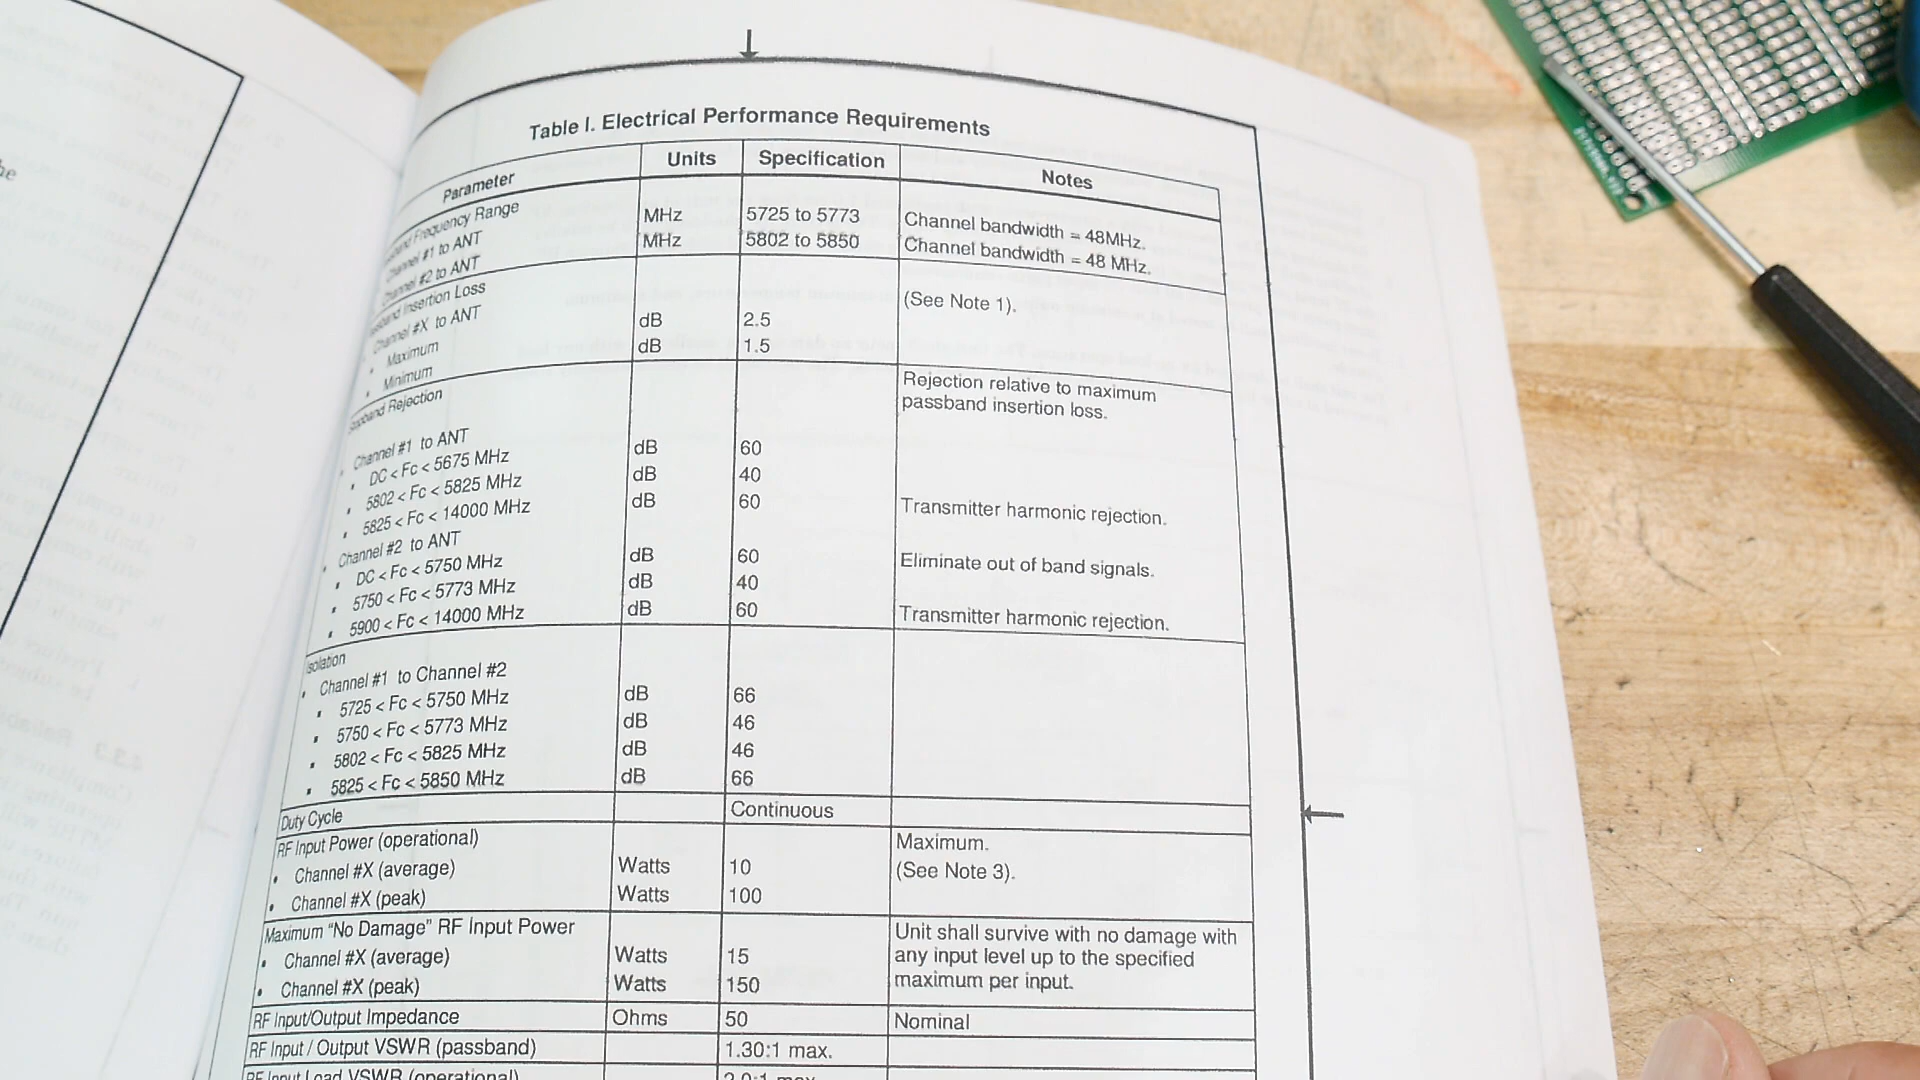 Table I. Electrical Performance Requirements
Parameter Units Specification Notes
Frequency Range
Channel #1 to ANT MHz 5725 to 5773 Channel bandwidth = 48MHz.
Channel #2 to ANT MHz 5802 to 5850 Channel bandwidth = 48 MHz.
Insertion Loss (See Note 1).
Channel #X to ANT
• Maximum dB 2.5
• Minimum dB 1.5
Stopband Rejection Rejection relative to maximum
passband insertion loss.
• Channel #1 to ANT
• DC < Fc < 5675 MHz dB 60
• 5802 < Fc < 5825 MHz dB 40
• 5825 < Fc < 14000 MHz dB 60 Transmitter harmonic rejection.
• Channel #2 to ANT
• DC < Fc < 5750 MHz dB 60 Eliminate out of band signals.
• 5750 < Fc < 5773 MHz dB 40
• 5900 < Fc < 14000 MHz dB 60 Transmitter harmonic rejection.
Isolation
• Channel #1 to Channel #2
• 5725 < Fc < 5750 MHz dB 66
• 5750 < Fc < 5773 MHz dB 46
• 5802 < Fc < 5825 MHz dB 46
• 5825 < Fc < 5850 MHz dB 66
Duty Cycle Continuous
RF Input Power (operational) Maximum.
• Channel #X (average) Watts 10 (See Note 3).
• Channel #X (peak) Watts 100
Maximum “No Damage” RF Input Power Unit shall survive with no damage with
• Channel #X (average) Watts 15 any input level up to the specified
• Channel #X (peak) Watts 150 maximum per input.
RF Input/Output Impedance Ohms 50 Nominal
RF Input / Output VSWR (passband) 1.30:1 max.
RF Input Load VSWR (operational) 2.0:1 max.